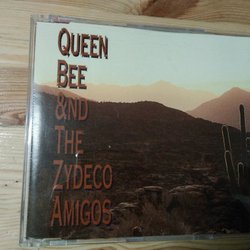 QUEEN
BEE
&ND
THE
ZYDECO
AMIGOS